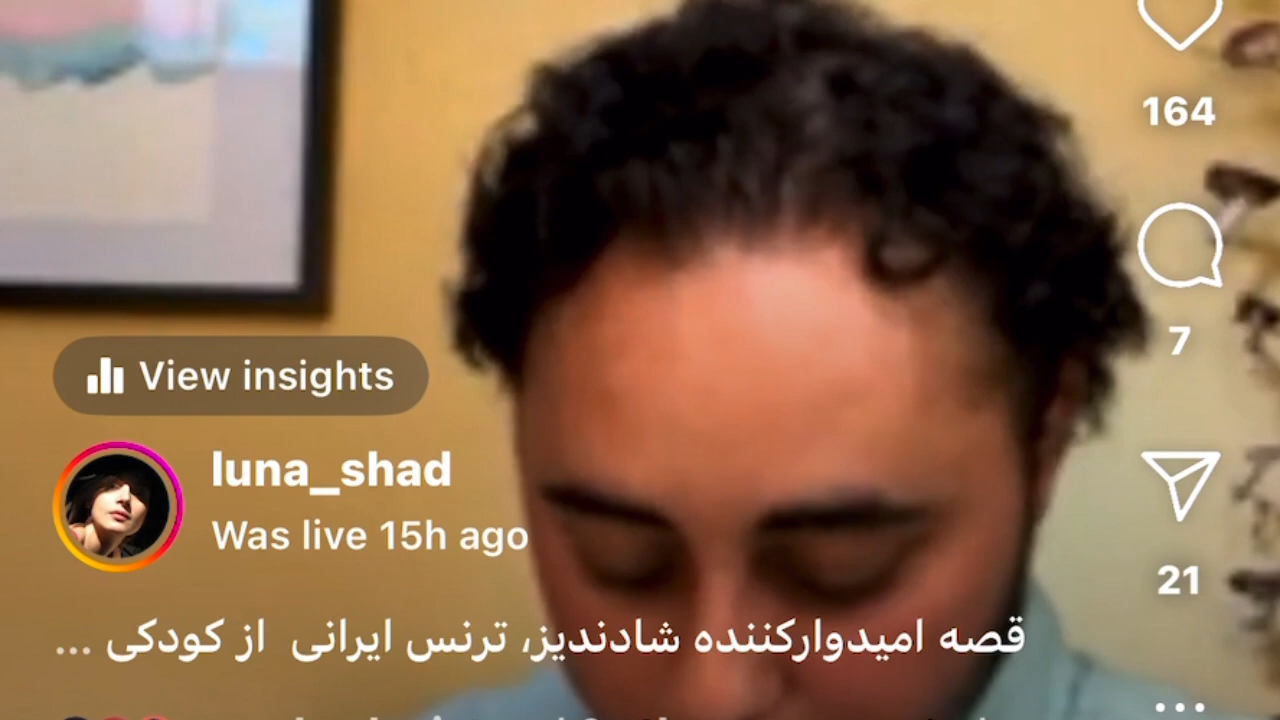 164
7
View insights
luna_shad
Was live 15h ago
21
قصه امیدوارکننده شادندیز، ترنس ایرانی از کودکی ...